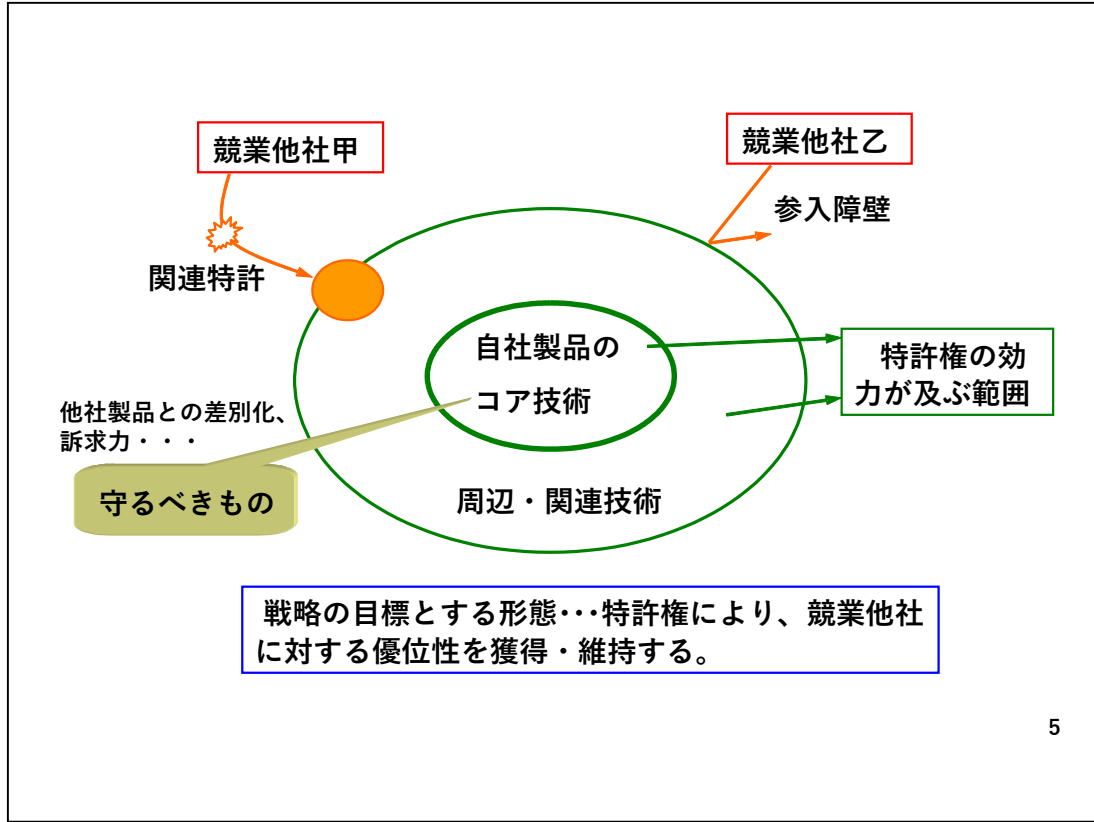 競業他社甲
競業他社乙
参入障壁
関連特許
自社製品の
コア技術
特許権の効
力が及ぶ範囲
他社製品との差別化、
訴求力・・・
守るべきもの
周辺・関連技術
戦略の目標とする形態･･･特許権により、競業他社
に対する優位性を獲得・維持する。
5